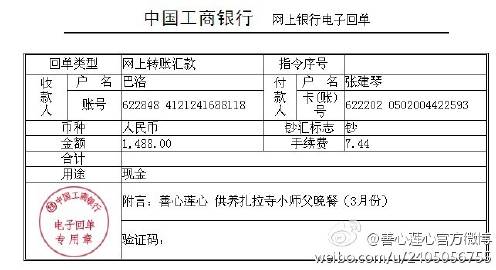 中国工商银行 网上银行电子回单
回单类型 网上转账汇款 指令序号
收款人 户名 巴洛 付款人 户名 张建琴
账号 622848 4121241688118 卡(账)号 622202 0502004422593
币种 人民币 钞汇标志 钞
金额 1,488.00 手续费 7.44
合计
用途 现金
附言：善心莲心 供养扎拉寺小师父晚餐（3月份）
验证码：
中国工商银行
电子回单
专用章
@善心莲心官方微博
weibo.com/u/2405056755